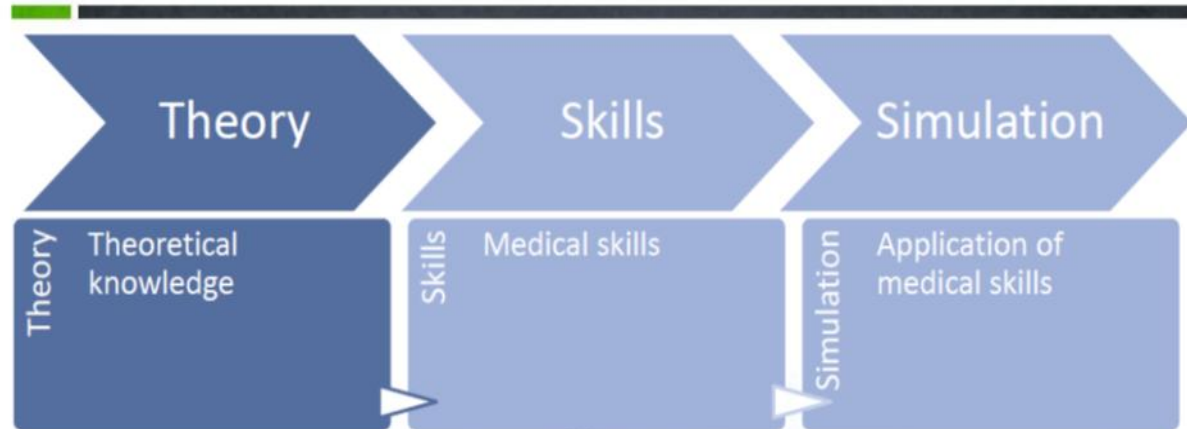 Theory
Skills
Simulation
Theory
Theoretical
knowledge
Skills
Medical skills
Simulation
Application of
medical skills